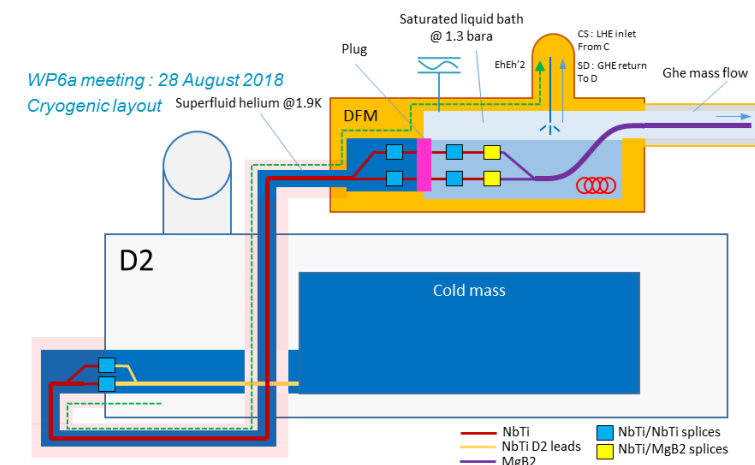 Saturated liquid bath
@ 1.3 bara
CS : LHE inlet
From C
Plug
EhEh'2
SD : GHE return
To D
Ghe mass flow
WP6a meeting : 28 August 2018
Cryogenic layout
Superfluid helium @1.9K
DFM
D2
Cold mass
NbTi
NbTi/NbTi splices
NbTi D2 leads
NbTi/MgB2 splices
MgB2